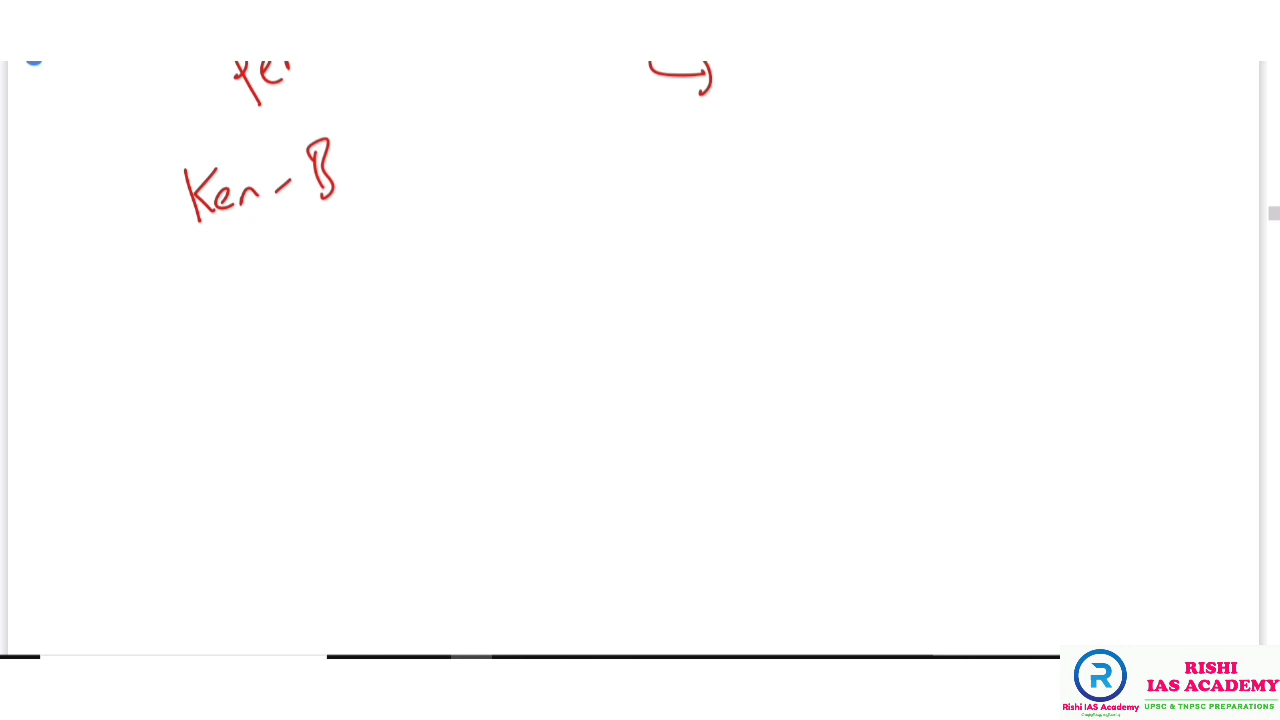 Ken - B
RISHI
IAS ACADEMY
Rishi IAS Academy
UPSC & TNPSC PREPARATIONS